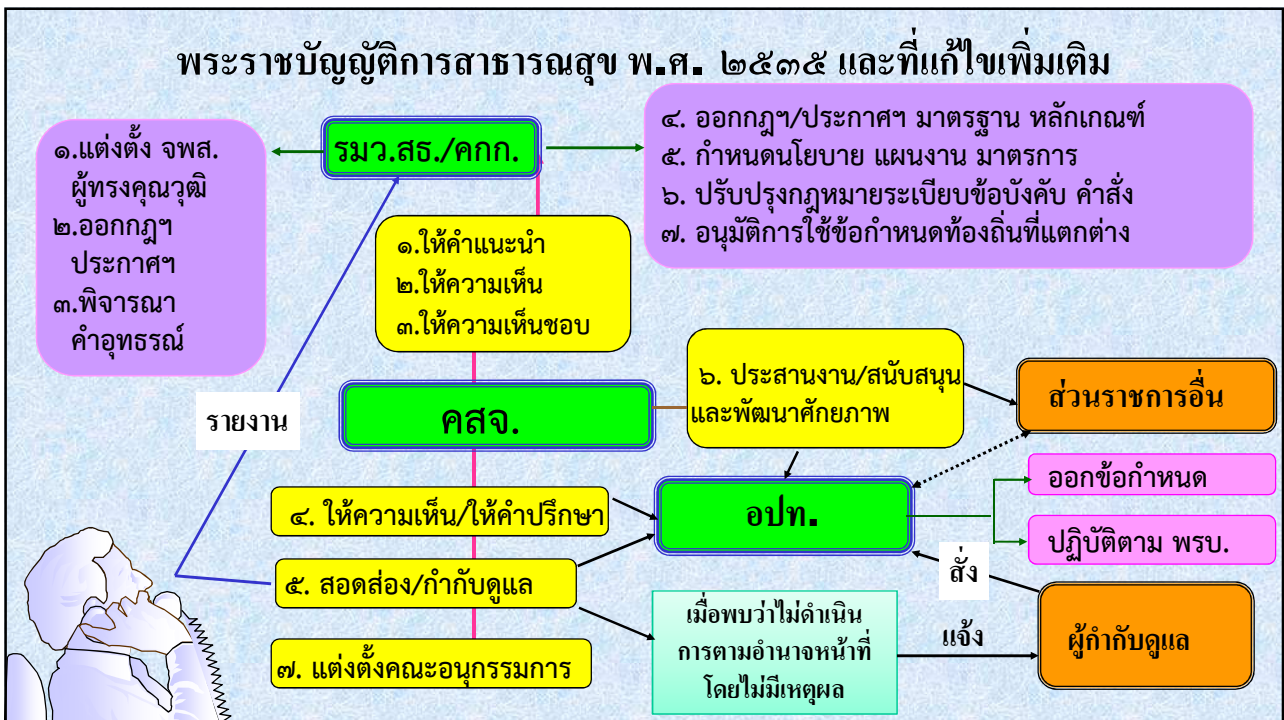 พระราชบัญญัติการสาธารณสุข พ.ศ. ๒๕๓๕ และที่แก้ไขเพิ่มเติม
๑.แต่งตั้ง จพส.
ผู้ทรงคุณวุฒิ
๒.ออกกฎฯ
ประกาศฯ
๓.พิจารณา
คำอุทธรณ์
รมว.สธ./คกก.
๔. ออกกฎฯ/ประกาศฯ มาตรฐาน หลักเกณฑ์
๕. กำหนดนโยบาย แผนงาน มาตรการ
๖. ปรับปรุงกฎหมายระเบียบข้อบังคับ คำสั่ง
๗. อนุมัติการใช้ข้อกำหนดท้องถิ่นที่แตกต่าง
๑.ให้คำแนะนำ
๒.ให้ความเห็น
๓.ให้ความเห็นชอบ
รายงาน
คสจ.
๖. ประสานงาน/สนับสนุน
และพัฒนาศักยภาพ
ส่วนราชการอื่น
๔. ให้ความเห็น/ให้คำปรึกษา
อปท.
ออกข้อกำหนด
ปฏิบัติตาม พรบ.
๕. สอดส่อง/กำกับดูแล
สั่ง
เมื่อพบว่าไม่ดำเนิน
การตามอำนาจหน้าที่
โดยไม่มีเหตุผล
แจ้ง
ผู้กำกับดูแล
๗. แต่งตั้งคณะอนุกรรมการ